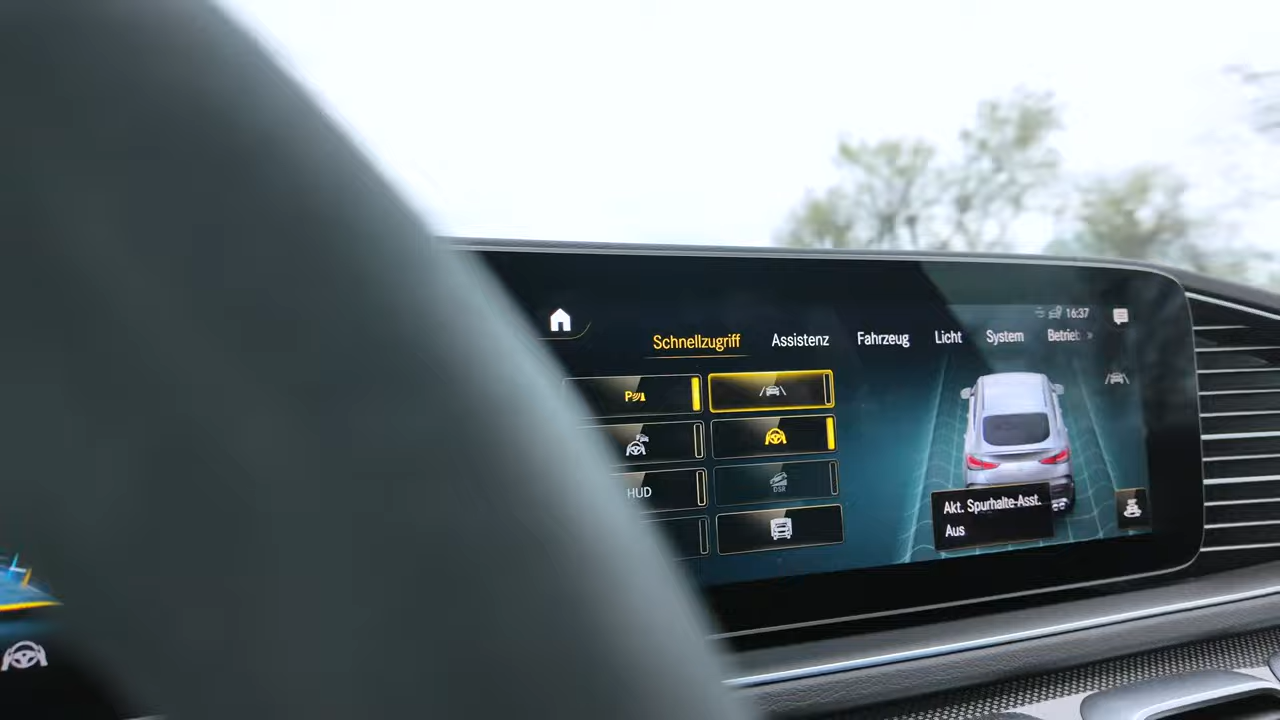 16:37
Schnellzugriff Assistenz Fahrzeug Licht System Betrieb »
P
HUD
DSR
Akt. Spurhalte-Asst.
Aus